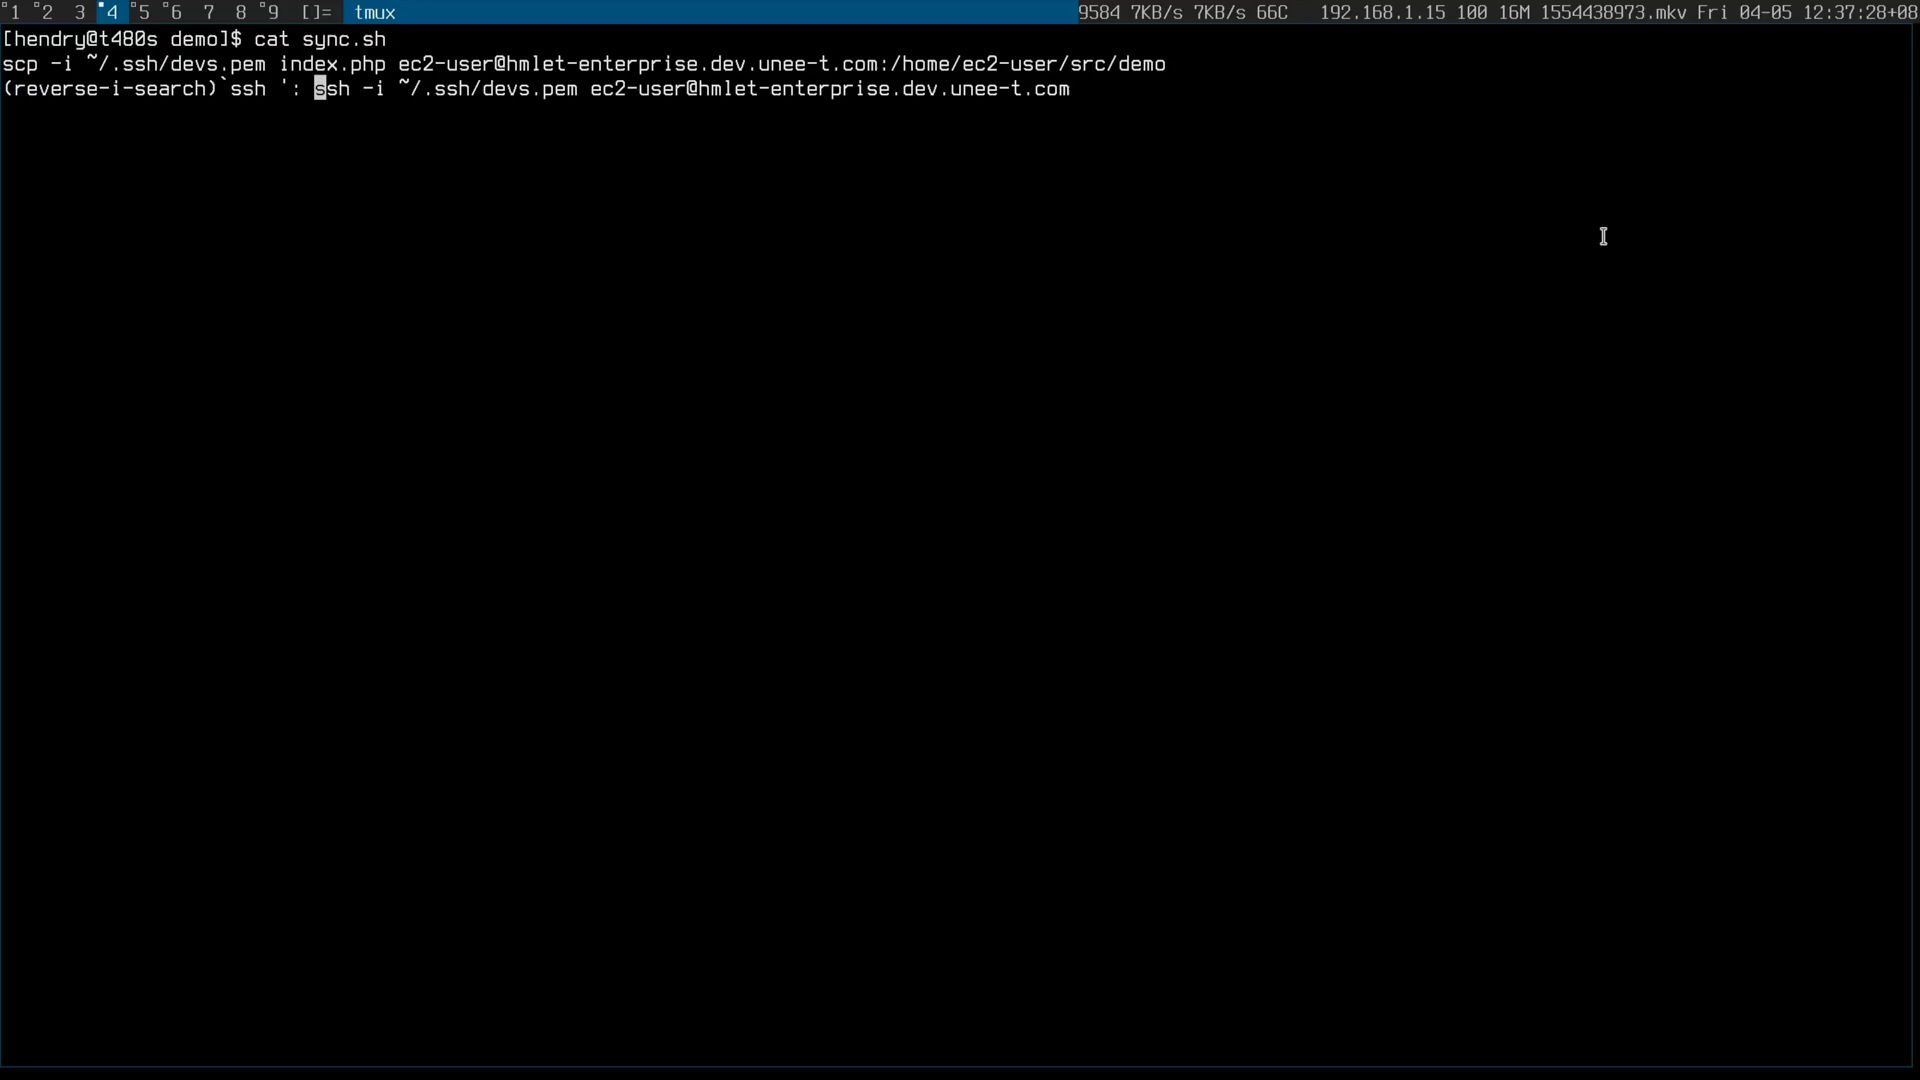 1 2 3 4 5 6 7 8 9 []= tmux 9584 7KB/s 7KB/s 66C 192.168.1.15 100 16M 1554438973.mkv Fri 04-05 12:37:28+08
[hendry@t480s demo]$ cat sync.sh
scp -i ~/.ssh/devs.pem index.php ec2-user@hmlet-enterprise.dev.unee-t.com:/home/ec2-user/src/demo
(reverse-i-search)`ssh ': ssh -i ~/.ssh/devs.pem ec2-user@hmlet-enterprise.dev.unee-t.com